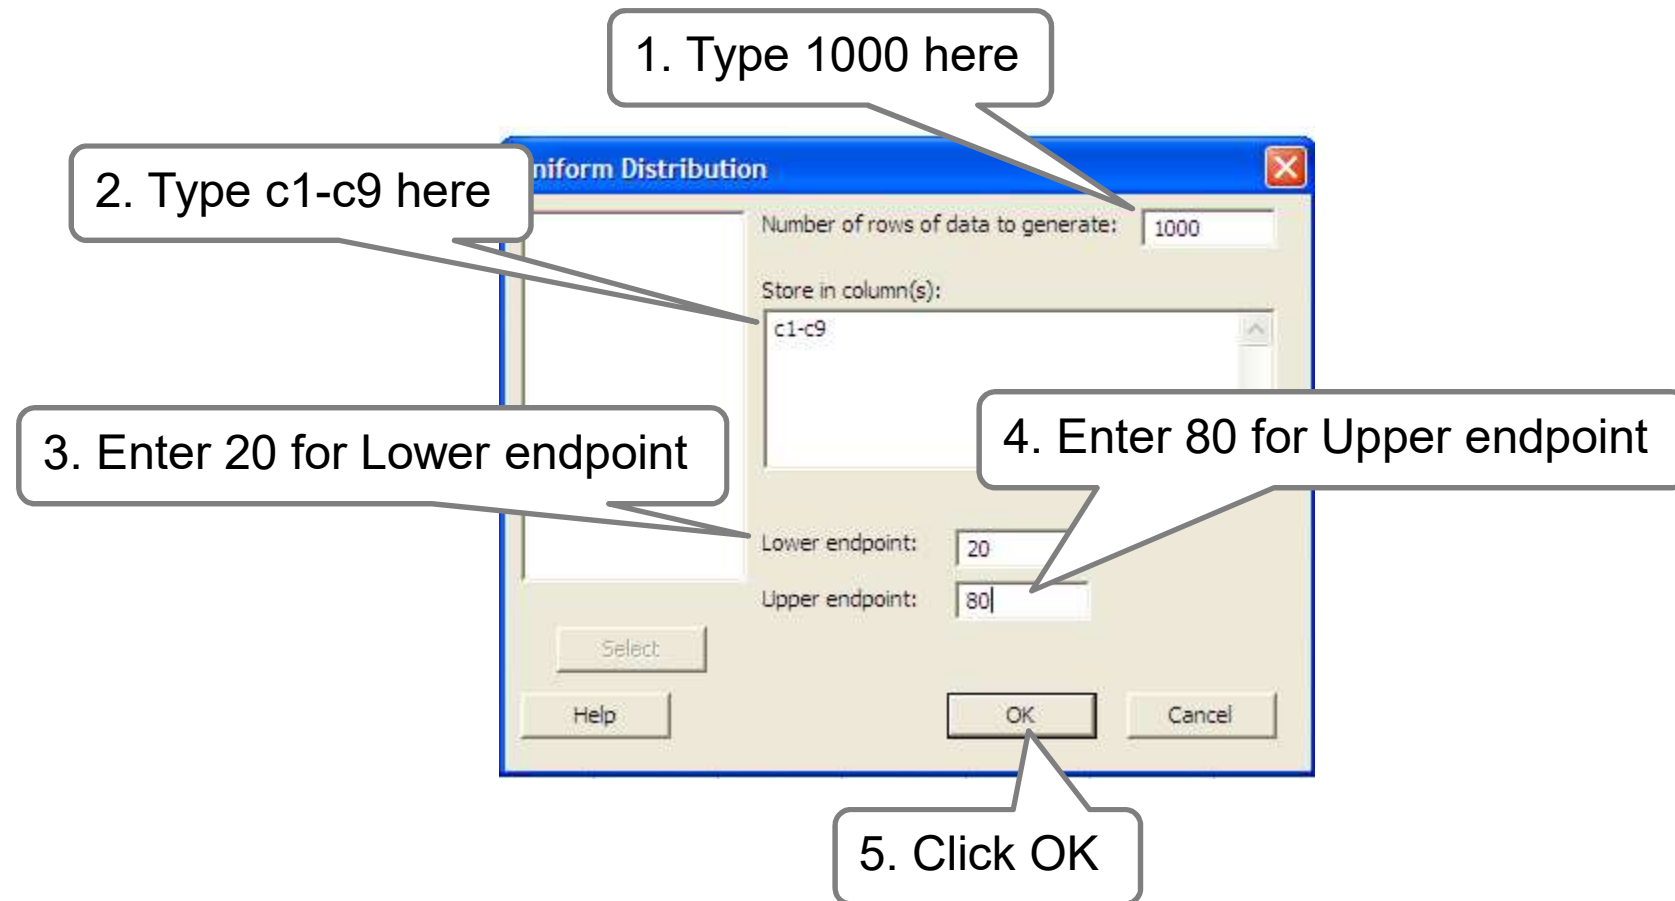 1. Type 1000 here
2. Type c1-c9 here
niform Distribution
Number of rows of data to generate:
1000
Store in column(s):
c1-c9
3. Enter 20 for Lower endpoint
4. Enter 80 for Upper endpoint
Lower endpoint:
20
Upper endpoint:
80
Select
Help
OK
Cancel
5. Click OK